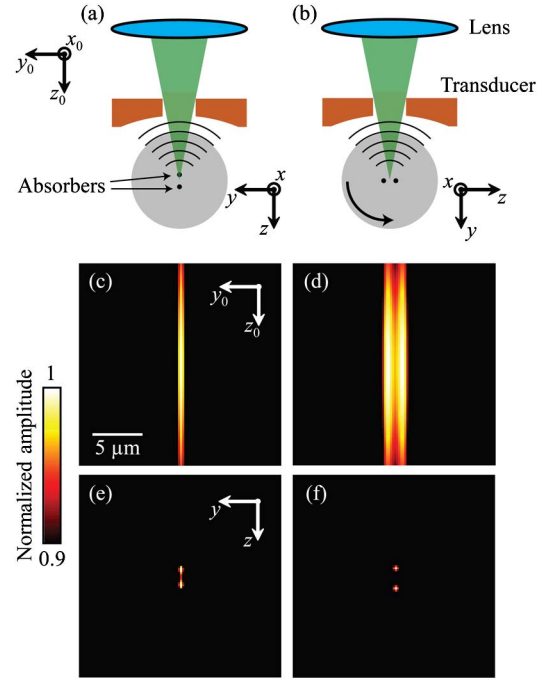 (a)
(b)
Lens
x₀
y₀
z₀
Transducer
Absorbers
y
x
z
x
z
y
(c)
y₀
z₀
(d)
5 µm
Normalized amplitude
1
0.9
(e)
y
z
(f)